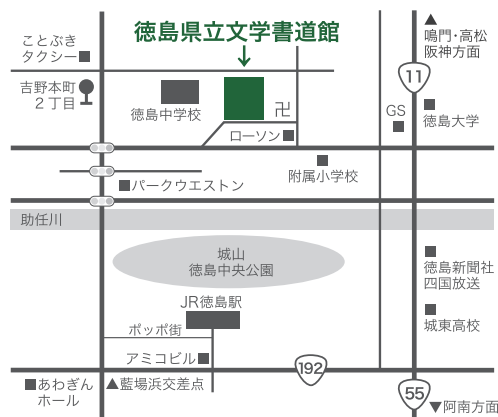 徳島県立文学書道館
ことぶき
タクシー
吉野本町
2丁目
徳島中学校
卍
ローソン
附属小学校
パークウエストン
助任川
城山
徳島中央公園
JR徳島駅
ポッポ街
アミコビル
あわぎん
ホール
▲藍場浜交差点
192
▲
鳴門・高松
阪神方面
11
GS
徳島大学
徳島新聞社
四国放送
城東高校
55
▼阿南方面